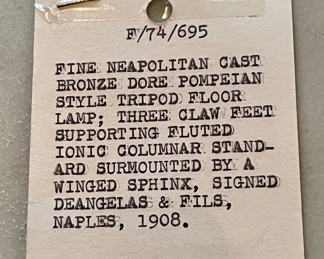 F/74/695
FINE NEAPOLITAN CAST
BRONZE DORE POMPEIAN
STYLE TRIPOD FLOOR
LAMP; THREE CLAW FEET
SUPPORTING FLUTED
IONIC COLUMNAR STAND-
ARD SURMOUNTED BY A
WINGED SPHINX, SIGNED
DEANGELAS & FILS,
NAPLES, 1908.